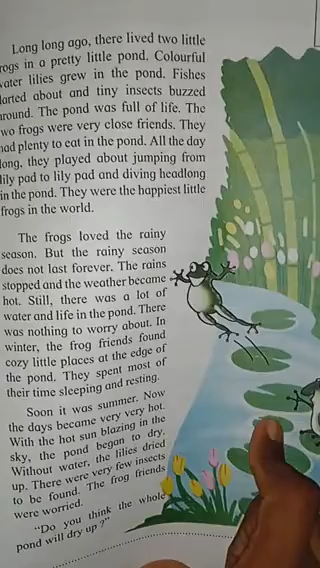 Long long ago, there lived two little
rogs in a pretty little pond. Colourful
vater lilies grew in the pond. Fishes
larted about and tiny insects buzzed
around. The pond was full of life. The
wo frogs were very close friends. They
had plenty to eat in the pond. All the day
long, they played about jumping from
lily pad to lily pad and diving headlong
in the pond. They were the happiest little
frogs in the world.
The frogs loved the rainy
season. But the rainy season
does not last forever. The rains
stopped and the weather became
hot. Still, there was a lot of
water and life in the pond. There
was nothing to worry about. In
winter, the frog friends found
cozy little places at the edge of
the pond. They spent most of
their time sleeping and resting.
Soon it was summer. Now
the days became very very hot.
With the hot sun blazing in the
sky, the pond began to dry.
Without water, the lilies dried
up. There were very few insects
to be found. The frog friends
were worried.
"Do you think the whole
pond will dry up ?"